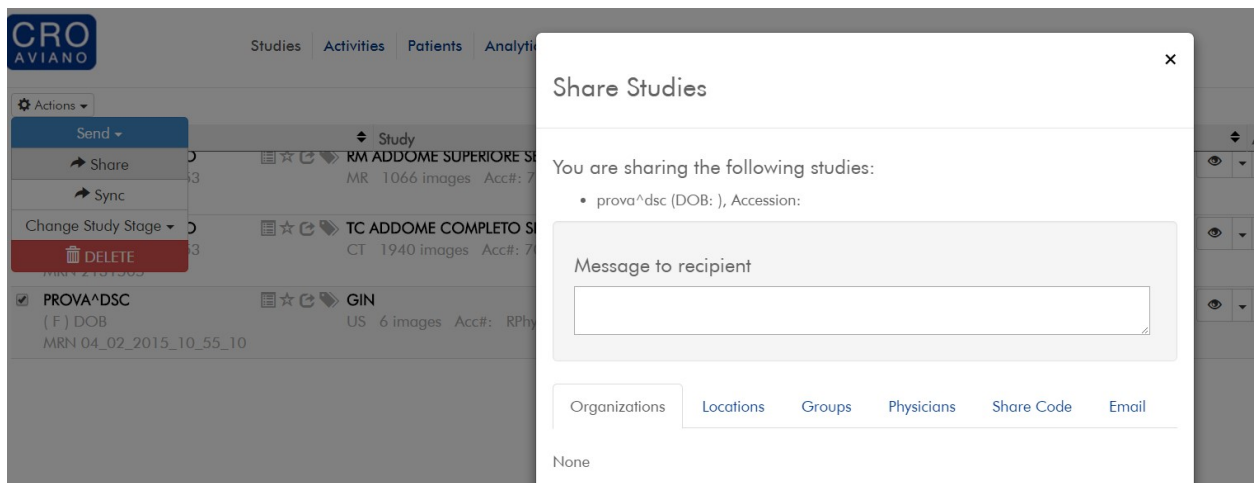 CRO
AVIANO
Studies Activities Patients
Actions
Send
Share
Sync
Change Study Stage
DELETE
Study
RM ADDOME SUPERIORE
MR 1066 images Acc#: 7
TC ADDOME COMPLETO
CT 1940 images Acc#:
PROVA^DSC
( F ) DOB
MRN 04_02_2015_10_55_10
GIN
US 6 images Acc#:
Share Studies
×
You are sharing the following studies:
• prova^dsc (DOB: ), Accession:
Message to recipient
Organizations Locations Groups Physicians Share Code Email
None